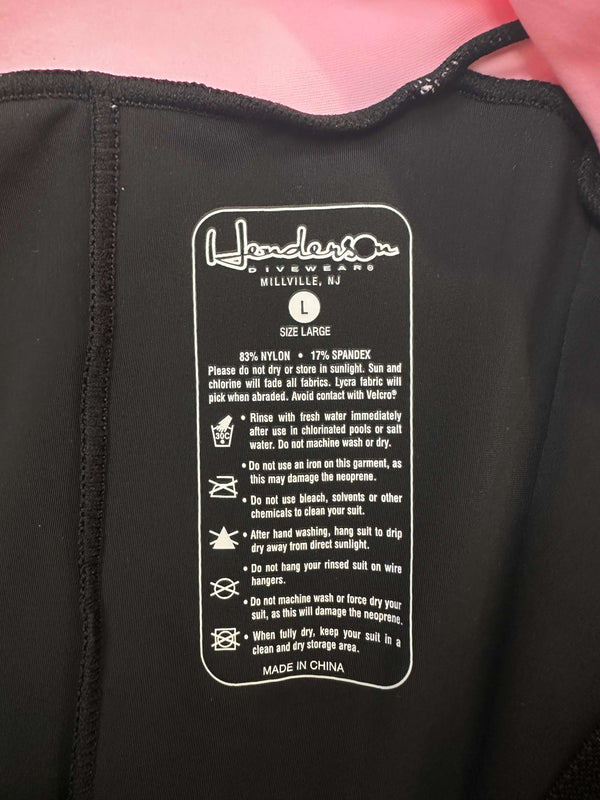 Henderson
DIVEWEAR®
MILLVILLE, NJ
L
SIZE LARGE
83% NYLON • 17% SPANDEX
Please do not dry or store in sunlight. Sun and
chlorine will fade all fabrics. Lycra fabric will
pick when abraded. Avoid contact with Velcro®
30C
• Rinse with fresh water immediately
after use in chlorinated pools or salt
water. Do not machine wash or dry.
• Do not use an iron on this garment, as
this may damage the neoprene.
• Do not use bleach, solvents or other
chemicals to clean your suit.
• After hand washing, hang suit to drip
dry away from direct sunlight.
• Do not hang your rinsed suit on wire
hangers.
• Do not machine wash or force dry your
suit, as this will damage the neoprene.
• When fully dry, keep your suit in a
clean and dry storage area.
MADE IN CHINA